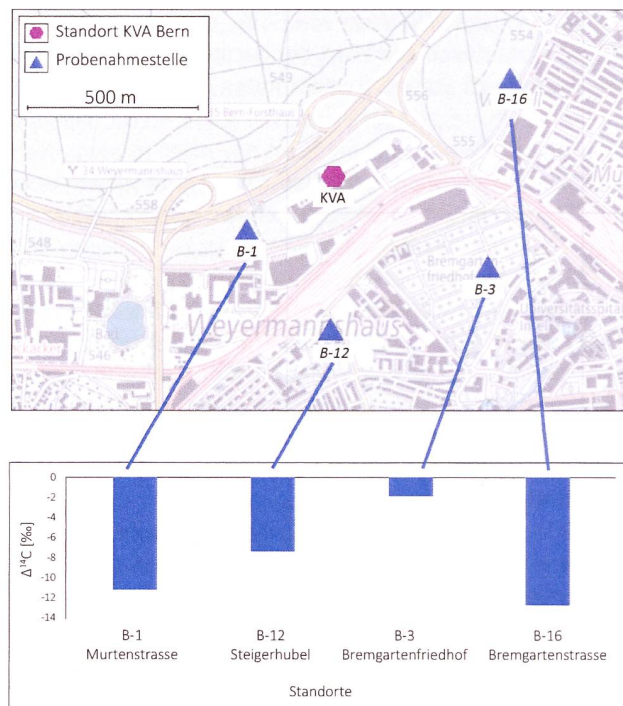 Standort KVA Bern
Probenahmestelle
500 m
554
B-16
549
556
555
34 Weyermannshaus
KVA
558
548
B-1
Bremgarten
friedhof
B-3
Weyermannshaus
546
B-12
0
-2
-4
-6
-8
-10
-12
-14
Δ¹⁴C [‰]
B-1
Murtenstrasse
B-12
Steigerhubel
B-3
Bremgartenfriedhof
B-16
Bremgartenstrasse
Standorte